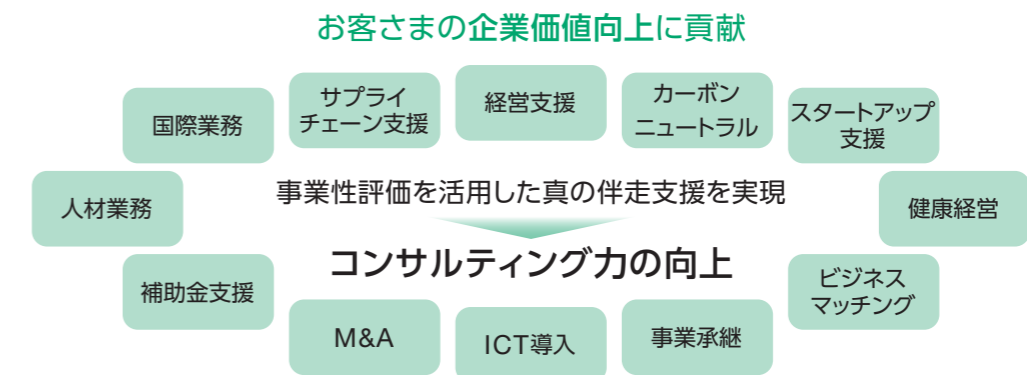 お客さまの企業価値向上に貢献
国際業務
サプライ
チェーン支援
経営支援
カーボン
ニュートラル
スタートアップ
支援
人材業務
事業性評価を活用した真の伴走支援を実現
健康経営
コンサルティング力の向上
補助金支援
M&A
ICT導入
事業承継
ビジネス
マッチング